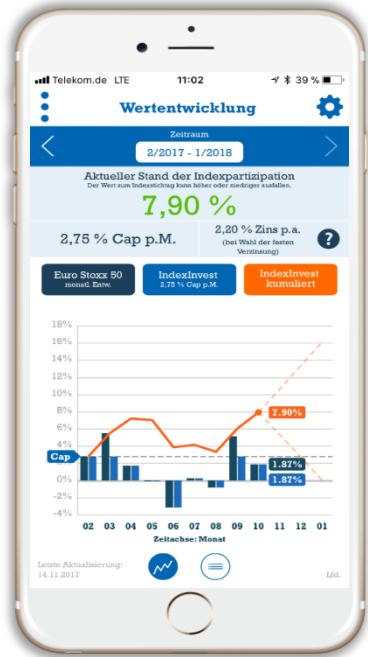 Telekom.de LTE 11:02 39 %
Wertentwicklung
Zeitraum
2/2017 - 1/2018
Aktueller Stand der Indexpartizipation
Der Wert zum Indexstichtag kann höher oder niedriger ausfallen.
7,90 %
2,75 % Cap p.M.
2,20 % Zins p.a.
(bei Wahl der festen
Verzinsung)
?
Euro Stoxx 50
monatl. Entw.
IndexInvest
2,75 % Cap p.M.
IndexInvest
kumuliert
18%
16%
14%
12%
10%
8%
6%
4%
Cap
0%
-2%
-4%
7.90%
1.87%
1.87%
02 03 04 05 06 07 08 09 10 11 12 01
Zeitachse: Monat
Letzte Aktualisierung:
14.11.2017
Lfd.